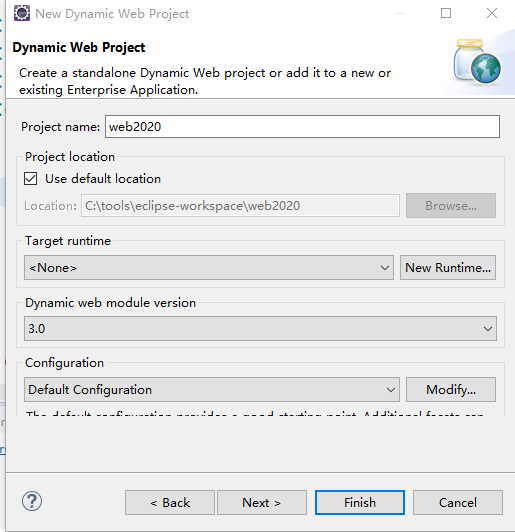 New Dynamic Web Project
Dynamic Web Project
Create a standalone Dynamic Web project or add it to a new or
existing Enterprise Application.
Project name: web2020
Project location
Use default location
Location: C:\tools\eclipse-workspace\web2020 Browse...
Target runtime
<None> New Runtime...
Dynamic web module version
3.0
Configuration
Default Configuration Modify...
The default configuration provides a good starting point. Additional facets can
< Back Next > Finish Cancel